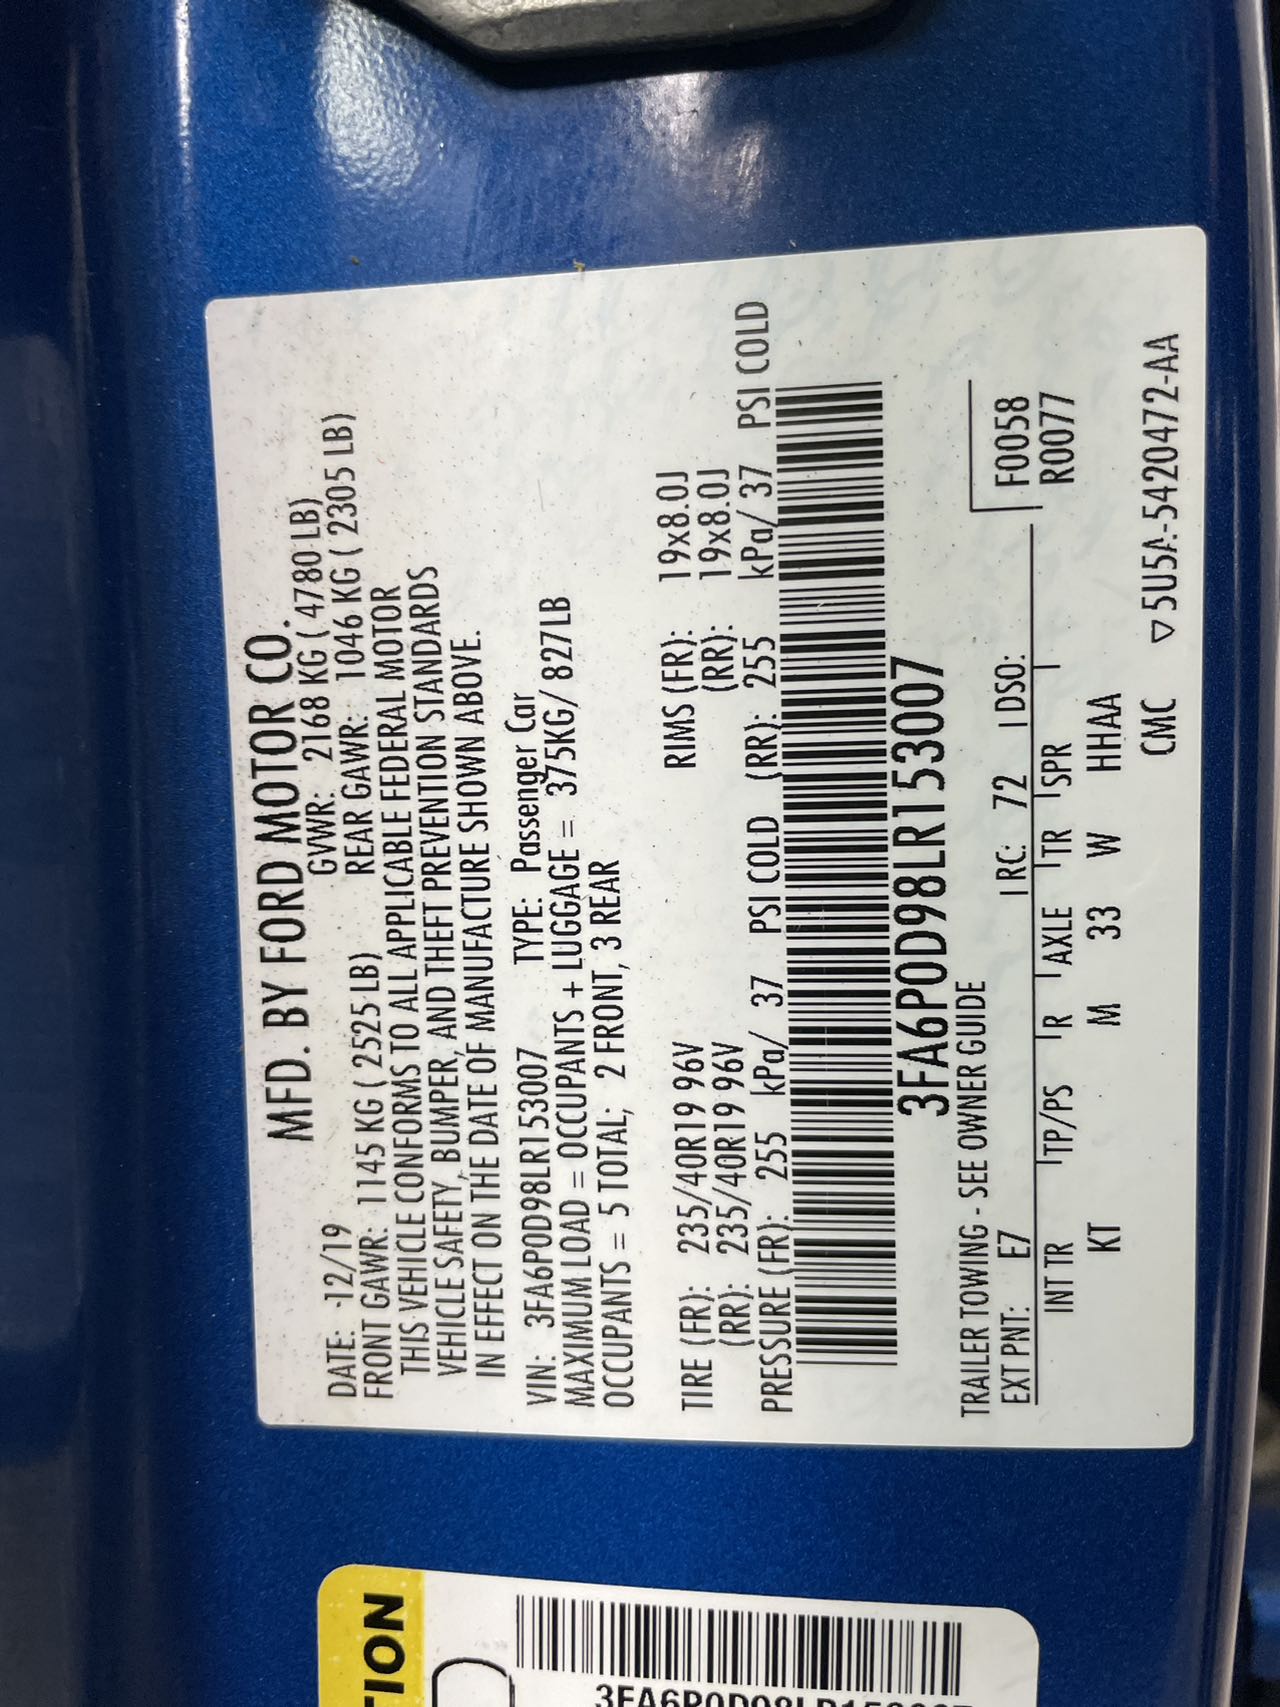 MFD. BY FORD MOTOR CO.
DATE: 12/19 GVWR: 2168 KG ( 4780 LB)
FRONT GAWR: 1145 KG ( 2525 LB) REAR GAWR: 1046 KG ( 2305 LB)
THIS VEHICLE CONFORMS TO ALL APPLICABLE FEDERAL MOTOR
VEHICLE SAFETY, BUMPER, AND THEFT PREVENTION STANDARDS
IN EFFECT ON THE DATE OF MANUFACTURE SHOWN ABOVE.
VIN: 3FA6P0D98LR153007 TYPE: Passenger Car
MAXIMUM LOAD = OCCUPANTS + LUGGAGE = 375KG/ 827LB
OCCUPANTS = 5 TOTAL; 2 FRONT, 3 REAR
TIRE (FR): 235/40R19 96V RIMS (FR): 19x8.0J
(RR): 235/40R19 96V (RR): 19x8.0J
PRESSURE (FR): 255 kPa/ 37 PSI COLD (RR): 255 kPa/ 37 PSI COLD
3FA6P0D98LR153007
TRAILER TOWING - SEE OWNER GUIDE
EXT PNT: E7 RC: 72 DSO: F0058
R0077
INT TR TP/PS R AXLE TR SPR
KT M 33 W HHAA
CMC ▽5U5A-5420472-AA
TION